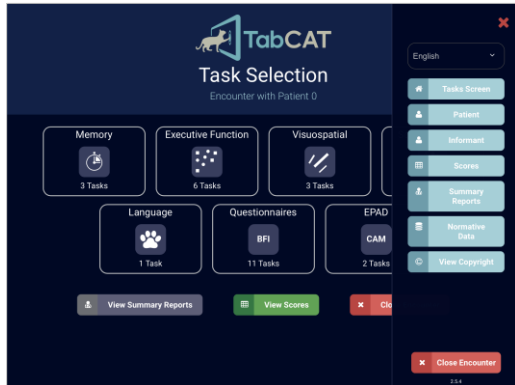 TabCAT
Task Selection
Encounter with Patient 0
English
Tasks Screen
Patient
Informant
Scores
Summary
Reports
Normative
Data
View Copyright
Memory
3 Tasks
Executive Function
6 Tasks
Visuospatial
3 Tasks
Language
1 Task
Questionnaires
BFI
11 Tasks
EPAD
CAM
2 Tasks
View Summary Reports
View Scores
Clo
Close Encounter
2.5.4